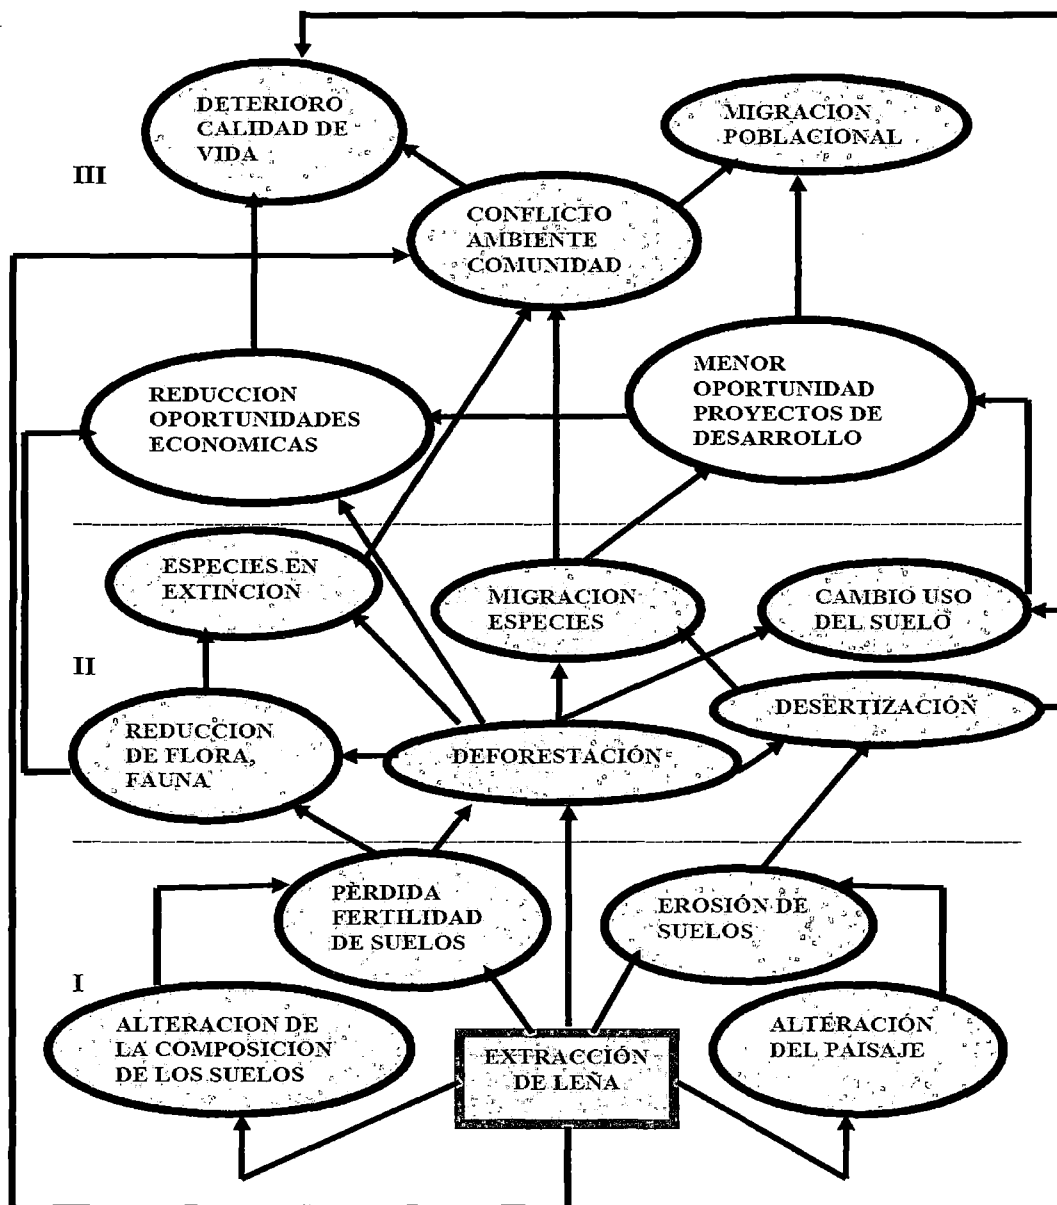 DETERIORO
CALIDAD DE
VIDA
MIGRACION
POBLACIONAL
III
CONFLICTO
AMBIENTE
COMUNIDAD
REDUCCION
OPORTUNIDADES
ECONOMICAS
MENOR
OPORTUNIDAD
PROYECTOS DE
DESARROLLO
ESPECIES EN
EXTINCION
MIGRACION
ESPECIES
CAMBIO USO
DEL SUELO
II
REDUCCION
DE FLORA,
FAUNA
DEFORESTACIÓN
DESERTIZACIÓN
PÈRDIDA
FERTILIDAD
DE SUELOS
EROSIÓN DE
SUELOS
I
ALTERACION DE
LA COMPOSICIÓN
DE LOS SUELOS
EXTRACCIÓN
DE LEÑA
ALTERACIÓN
DEL PAISAJE